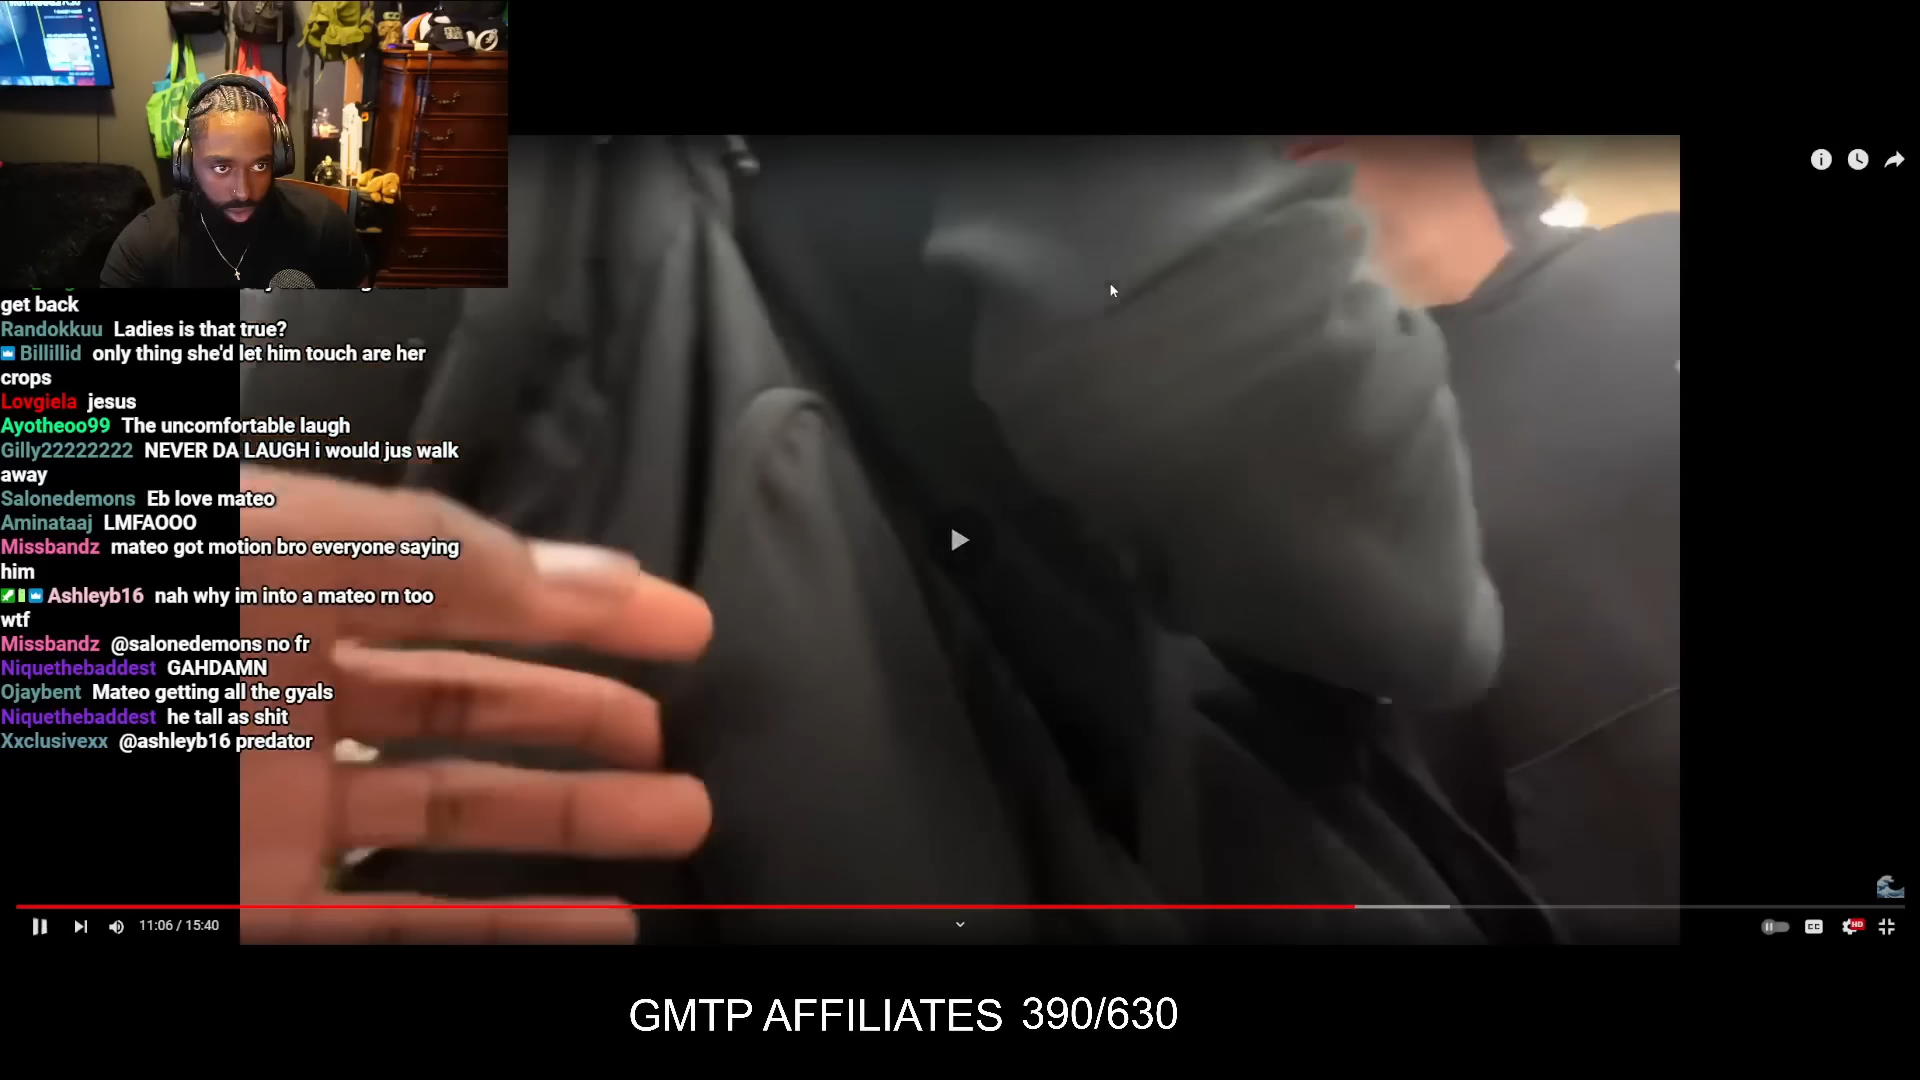 get back
Randokkuu Ladies is that true?
Billillid only thing she'd let him touch are her
crops
Lovgiela jesus
Ayotheoo99 The uncomfortable laugh
Gilly22222222 NEVER DA LAUGH i would jus walk
away
Salonedemons Eb love mateo
Aminataaj LMFAOOO
Missbandz mateo got motion bro everyone saying
him
Ashleyb16 nah why im into a mateo rn too
wtf
Missbandz @salonedemons no fr
Niquethebaddest GAHDAMN
Ojaybent Mateo getting all the gyals
Niquethebaddest he tall as shit
Xxclusivexx @ashleyb16 predator
11:06 / 15:40
CC
HD
GMTP AFFILIATES 390/630